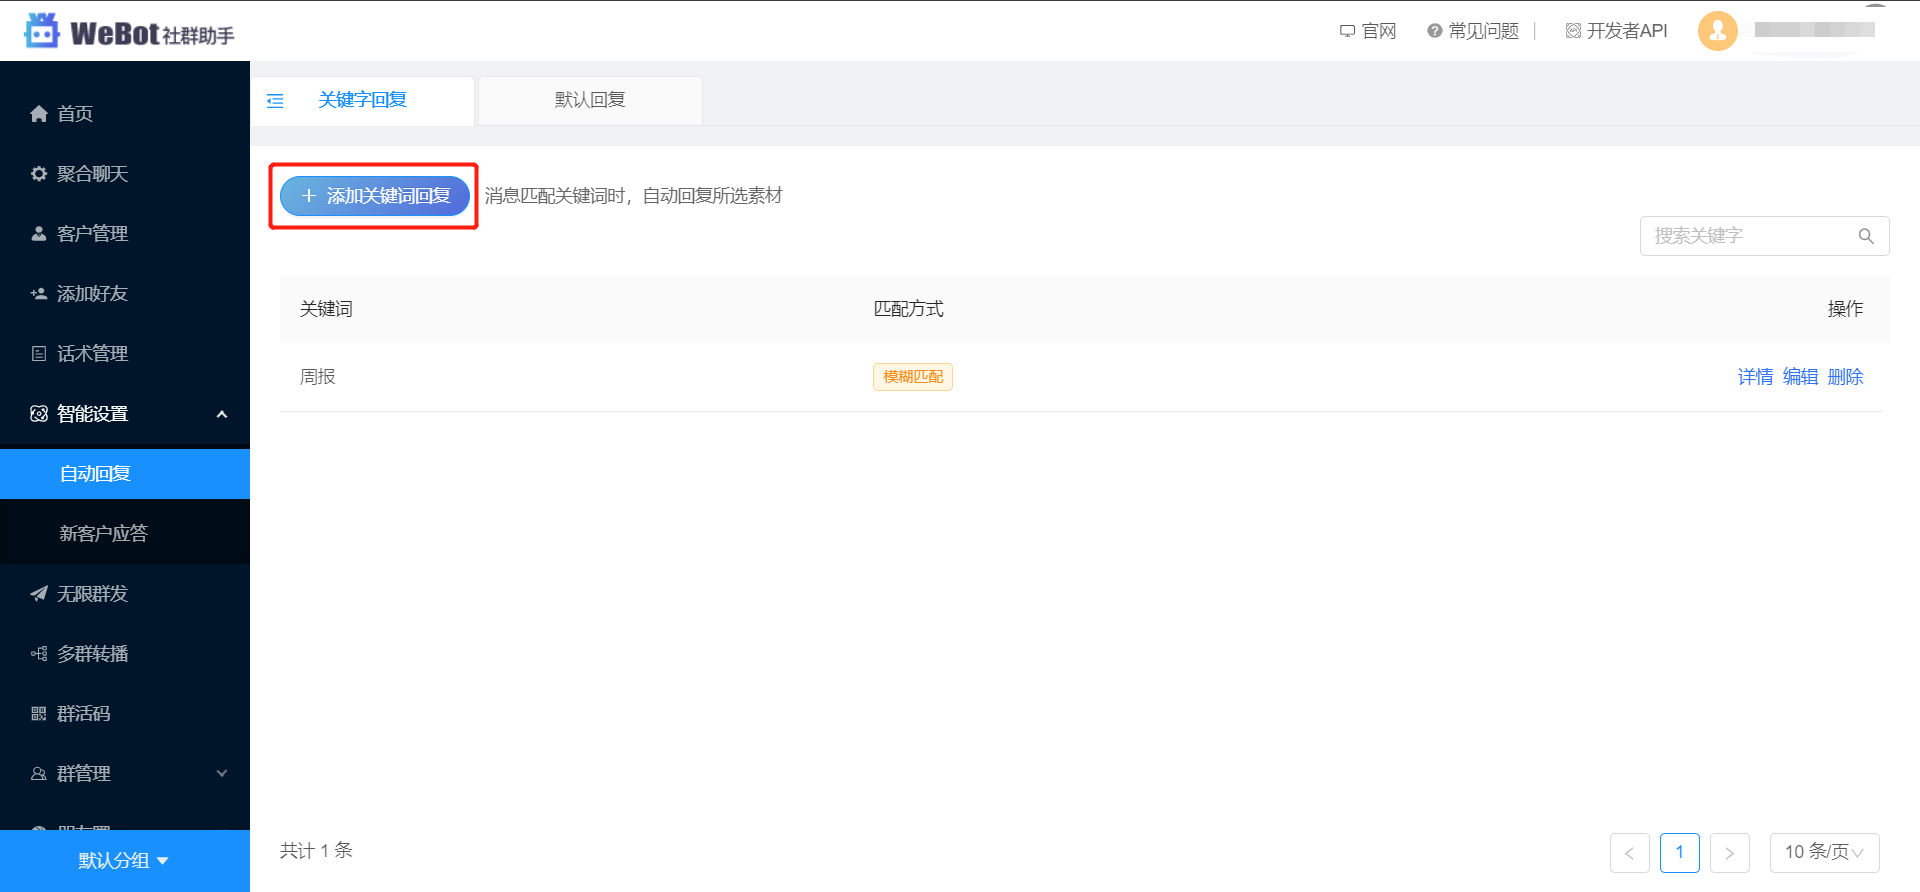 WeBot社群助手
官网
常见问题
开发者API
首页
聚合聊天
客户管理
添加好友
话术管理
智能设置
自动回复
新客户应答
无限群发
多群转播
群活码
群管理
朋友圈
默认分组
关键字回复
默认回复
+ 添加关键词回复
消息匹配关键词时，自动回复所选素材
搜索关键字
关键词
匹配方式
操作
周报
模糊匹配
详情 编辑 删除
共计 1 条
< 1 >
10 条/页